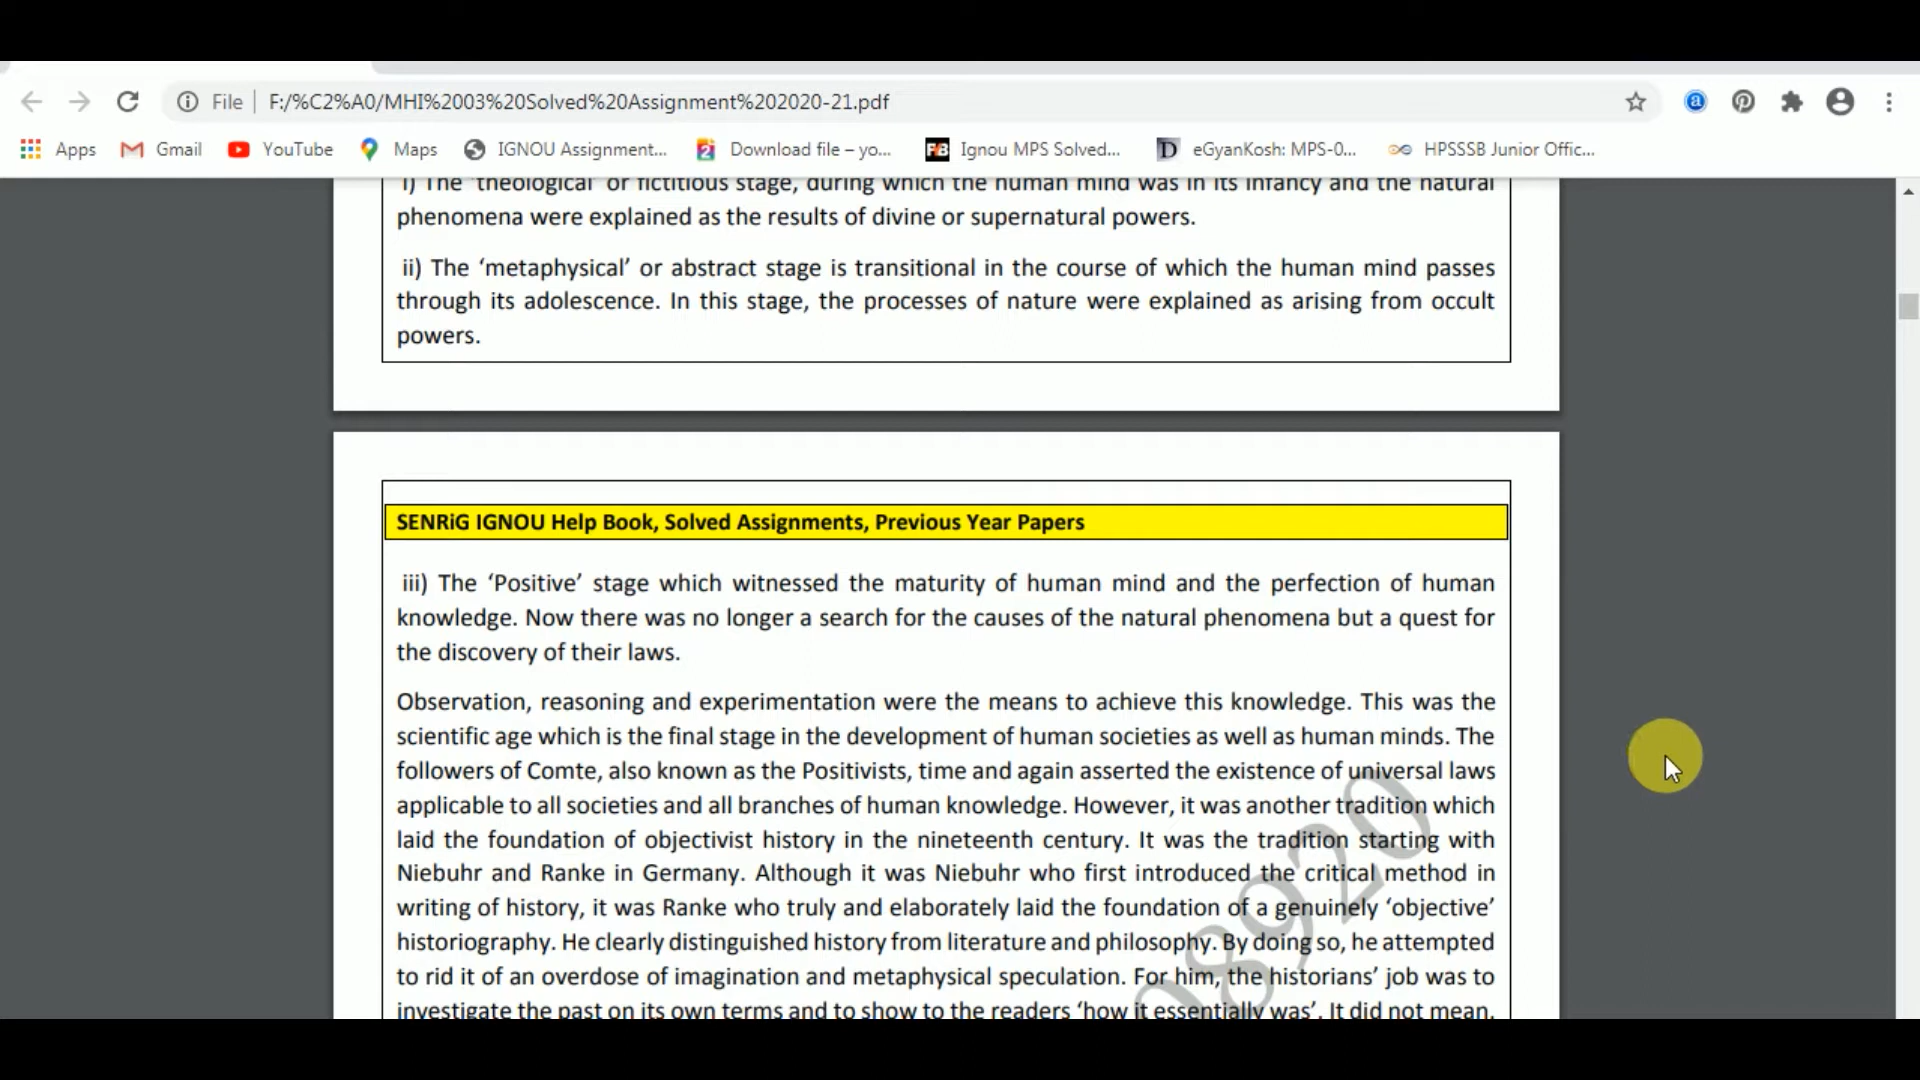 File F:/%C2%A0/MHI%2003%20Solved%20Assignment%202020-21.pdf
Apps Gmail YouTube Maps IGNOU Assignment... Download file – yo... Ignou MPS Solved... eGyanKosh: MPS-0... HPSSSB Junior Offic...
i) The 'theological' or fictitious stage, during which the human mind was in its infancy and the natural
phenomena were explained as the results of divine or supernatural powers.
ii) The ‘metaphysical’ or abstract stage is transitional in the course of which the human mind passes
through its adolescence. In this stage, the processes of nature were explained as arising from occult
powers.
SENRiG IGNOU Help Book, Solved Assignments, Previous Year Papers
iii) The ‘Positive’ stage which witnessed the maturity of human mind and the perfection of human
knowledge. Now there was no longer a search for the causes of the natural phenomena but a quest for
the discovery of their laws.
Observation, reasoning and experimentation were the means to achieve this knowledge. This was the
scientific age which is the final stage in the development of human societies as well as human minds. The
followers of Comte, also known as the Positivists, time and again asserted the existence of universal laws
applicable to all societies and all branches of human knowledge. However, it was another tradition which
laid the foundation of objectivist history in the nineteenth century. It was the tradition starting with
Niebuhr and Ranke in Germany. Although it was Niebuhr who first introduced the critical method in
writing of history, it was Ranke who truly and elaborately laid the foundation of a genuinely ‘objective’
historiography. He clearly distinguished history from literature and philosophy. By doing so, he attempted
to rid it of an overdose of imagination and metaphysical speculation. For him, the historians’ job was to
investigate the past on its own terms and to show to the readers ‘how it essentially was’. It did not mean,
08920